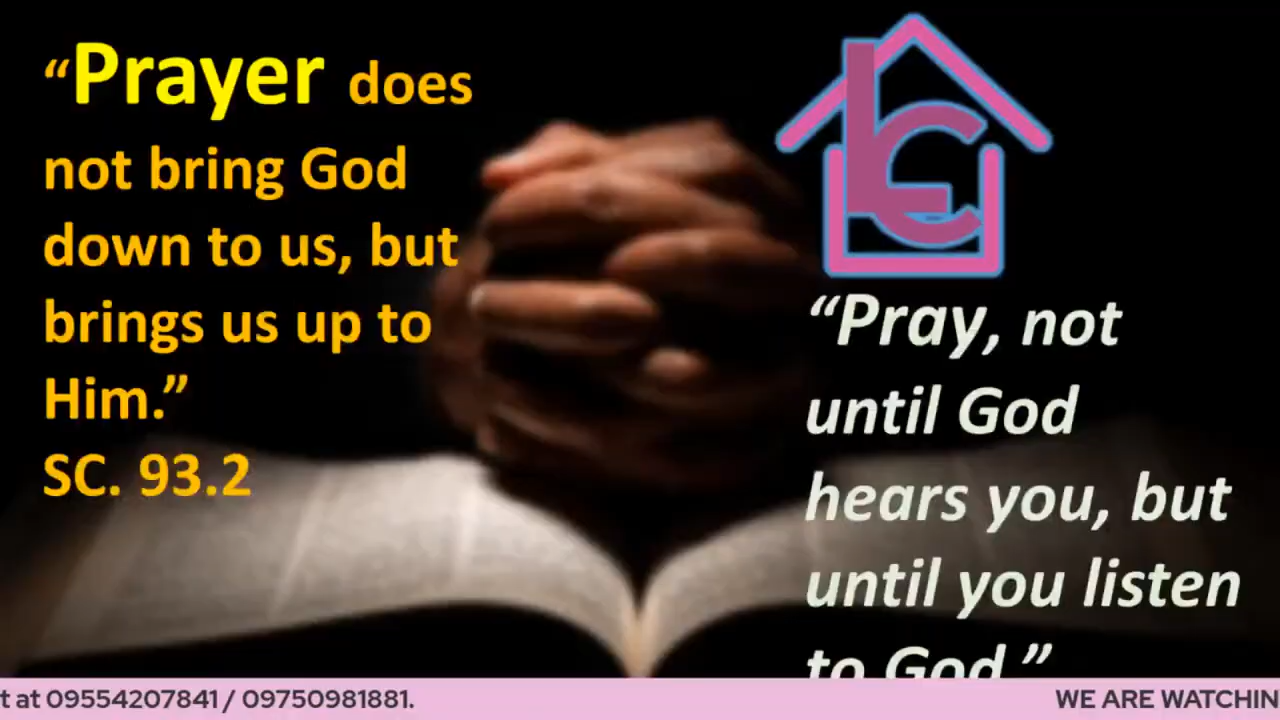 “Prayer does
not bring God
down to us, but
brings us up to
Him.”
SC. 93.2
LC
“Pray, not
until God
hears you, but
until you listen
to God.”
t at 09554207841 / 09750981881.
WE ARE WATCHIN